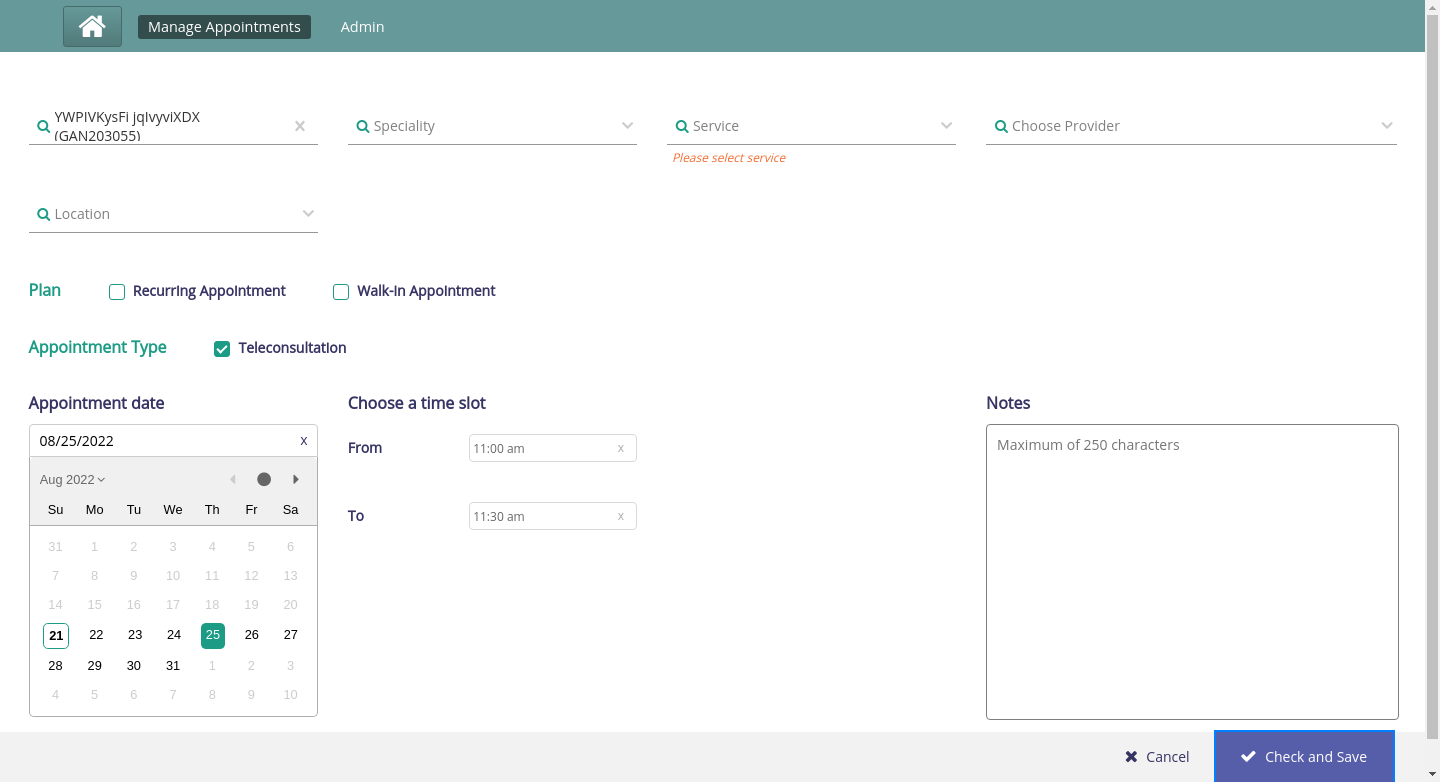 Manage Appointments Admin
YWPIVKysFi jqIvyviXDX
(GAN203055)
Speciality
Service
Choose Provider
Please select service
Location
Plan Recurring Appointment Walk-in Appointment
Appointment Type Teleconsultation
Appointment date
08/25/2022 x
Aug 2022
Su Mo Tu We Th Fr Sa
31 1 2 3 4 5 6
7 8 9 10 11 12 13
14 15 16 17 18 19 20
21 22 23 24 25 26 27
28 29 30 31 1 2 3
4 5 6 7 8 9 10
Choose a time slot
From 11:00 am x
To 11:30 am x
Notes
Maximum of 250 characters
Cancel Check and Save